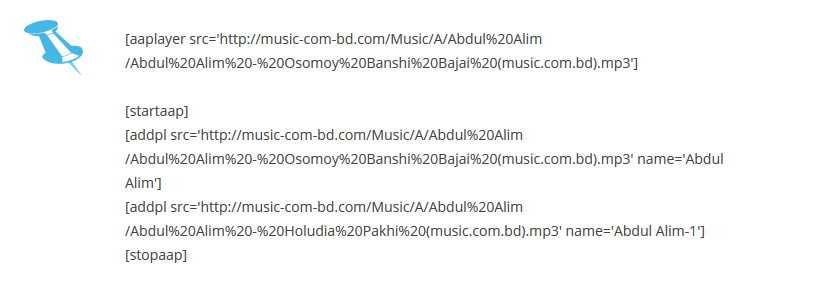 [aaplayer src='http://music-com-bd.com/Music/A/Abdul%20Alim
/Abdul%20Alim%20-%20Osomoy%20Banshi%20Bajai%20(music.com.bd).mp3']
[startaap]
[addpl src='http://music-com-bd.com/Music/A/Abdul%20Alim
/Abdul%20Alim%20-%20Osomoy%20Banshi%20Bajai%20(music.com.bd).mp3' name='Abdul
Alim']
[addpl src='http://music-com-bd.com/Music/A/Abdul%20Alim
/Abdul%20Alim%20-%20Holudia%20Pakhi%20(music.com.bd).mp3' name='Abdul Alim-1']
[stopaap]